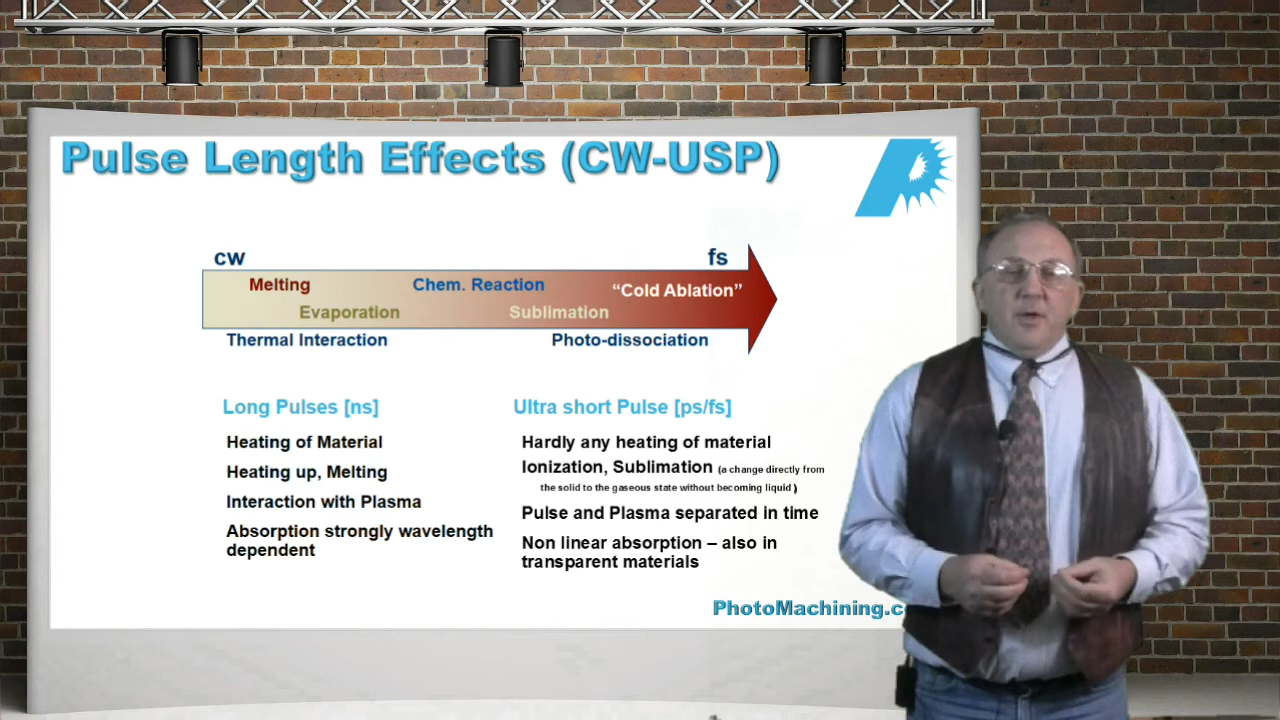 Pulse Length Effects (CW-USP)
cw fs
Melting Chem. Reaction “Cold Ablation”
Evaporation Sublimation
Thermal Interaction Photo-dissociation
Long Pulses [ns]
Heating of Material
Heating up, Melting
Interaction with Plasma
Absorption strongly wavelength
dependent
Ultra short Pulse [ps/fs]
Hardly any heating of material
Ionization, Sublimation (a change directly from
the solid to the gaseous state without becoming liquid )
Pulse and Plasma separated in time
Non linear absorption – also in
transparent materials
PhotoMachining.c